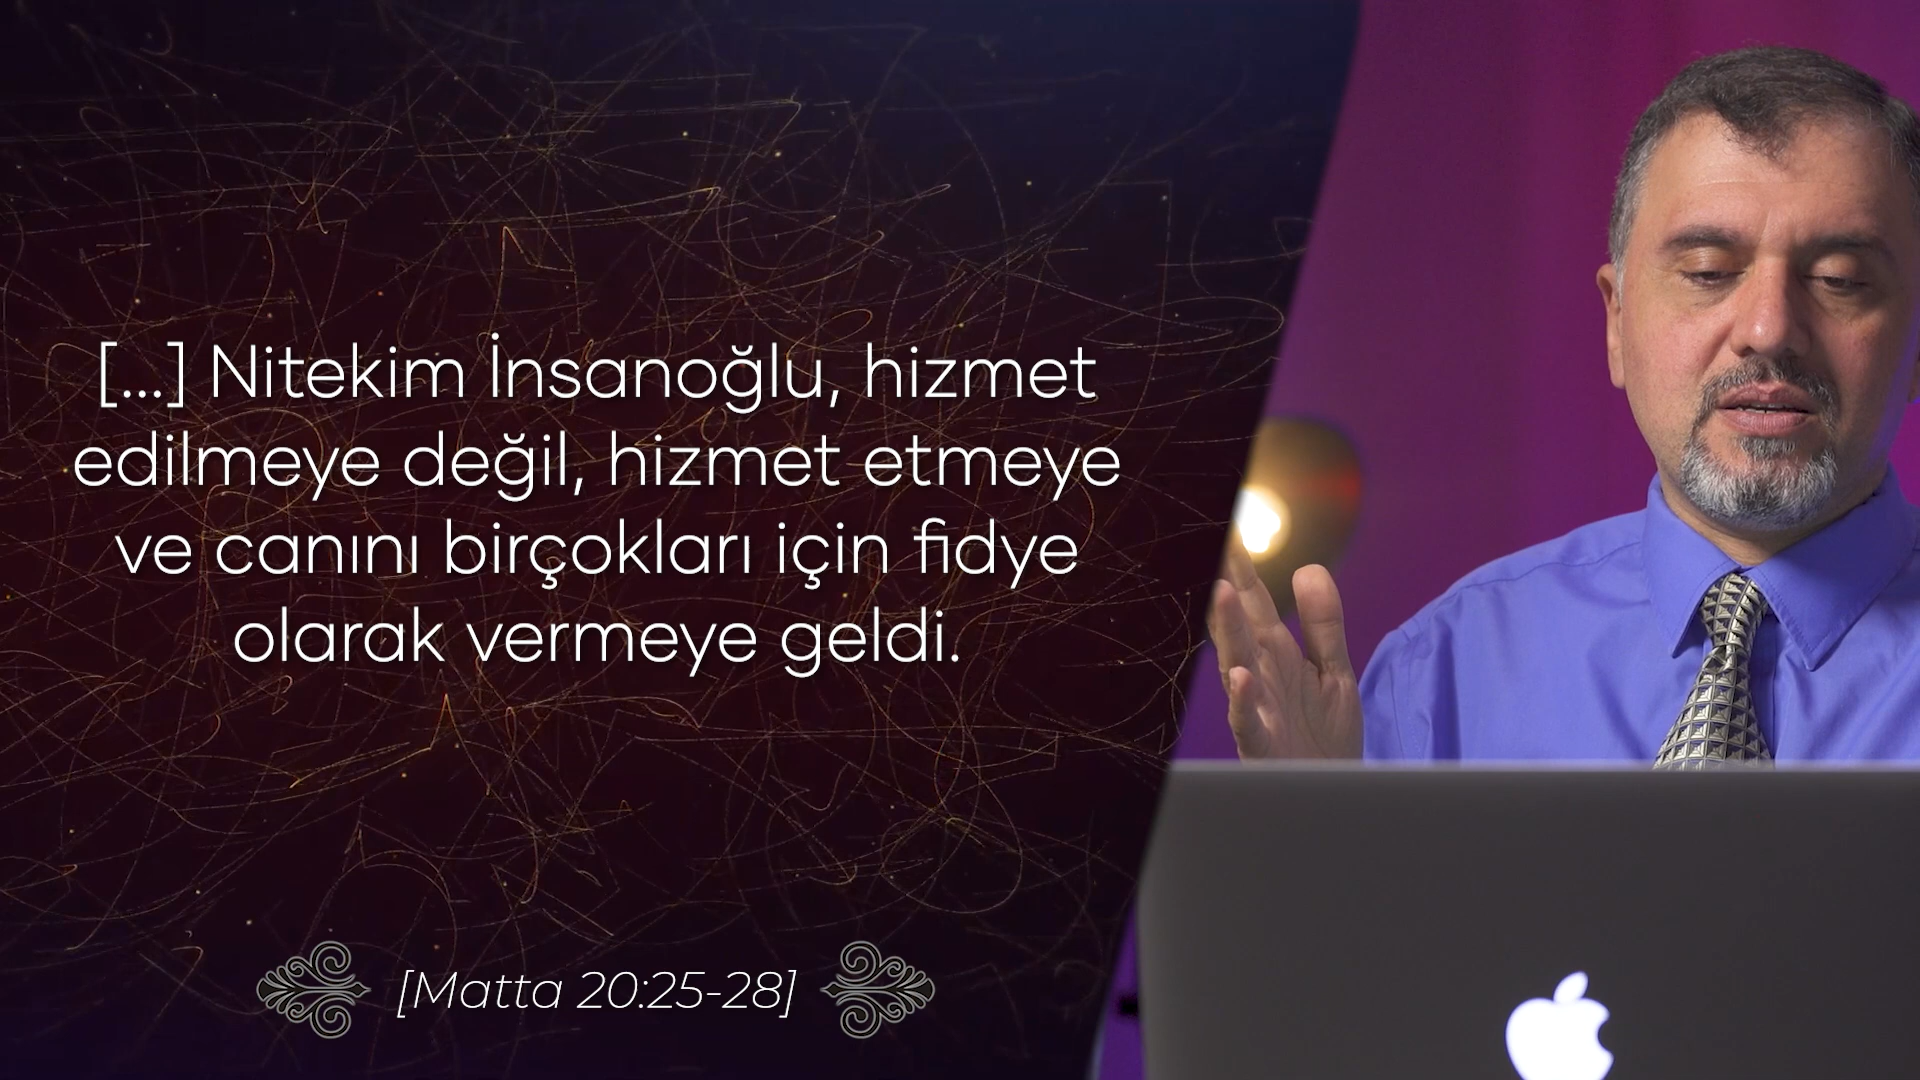 [...] Nitekim İnsanoğlu, hizmet
edilmeye değil, hizmet etmeye
ve canını birçokları için fidye
olarak vermeye geldi.
[Matta 20:25-28]